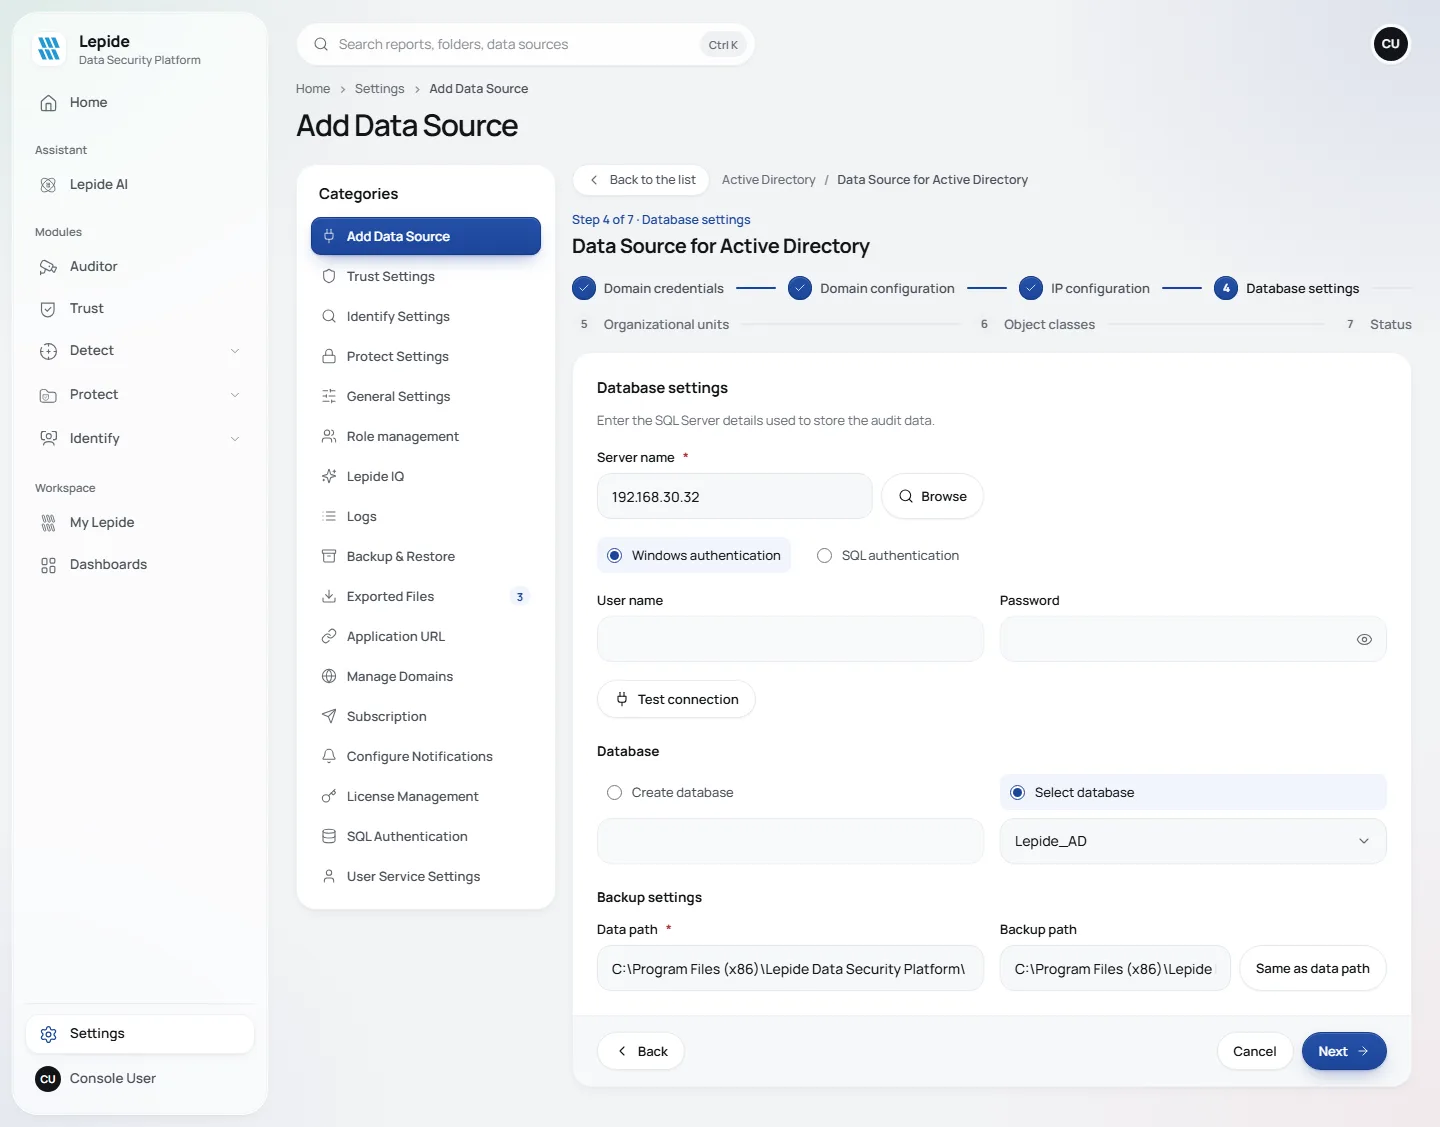 Lepide
Data Security Platform
Home
Assistant
Lepide AI
Modules
Auditor
Trust
Detect
Protect
Identify
Workspace
My Lepide
Dashboards
Settings
CU
Console User
Search reports, folders, data sources
Ctrl K
CU
Home > Settings > Add Data Source
Add Data Source
Categories
Add Data Source
Trust Settings
Identify Settings
Protect Settings
General Settings
Role management
Lepide IQ
Logs
Backup & Restore
Exported Files 3
Application URL
Manage Domains
Subscription
Configure Notifications
License Management
SQL Authentication
User Service Settings
Back to the list
Active Directory / Data Source for Active Directory
Step 4 of 7 · Database settings
Data Source for Active Directory
Domain credentials
Domain configuration
IP configuration
4 Database settings
5 Organizational units
6 Object classes
7 Status
Database settings
Enter the SQL Server details used to store the audit data.
Server name *
192.168.30.32
Browse
Windows authentication
SQL authentication
User name
Password
Test connection
Database
Create database
Select database
Lepide_AD
Backup settings
Data path *
Backup path
C:\Program Files (x86)\Lepide Data Security Platform\
C:\Program Files (x86)\Lepide
Same as data path
Back
Cancel
Next